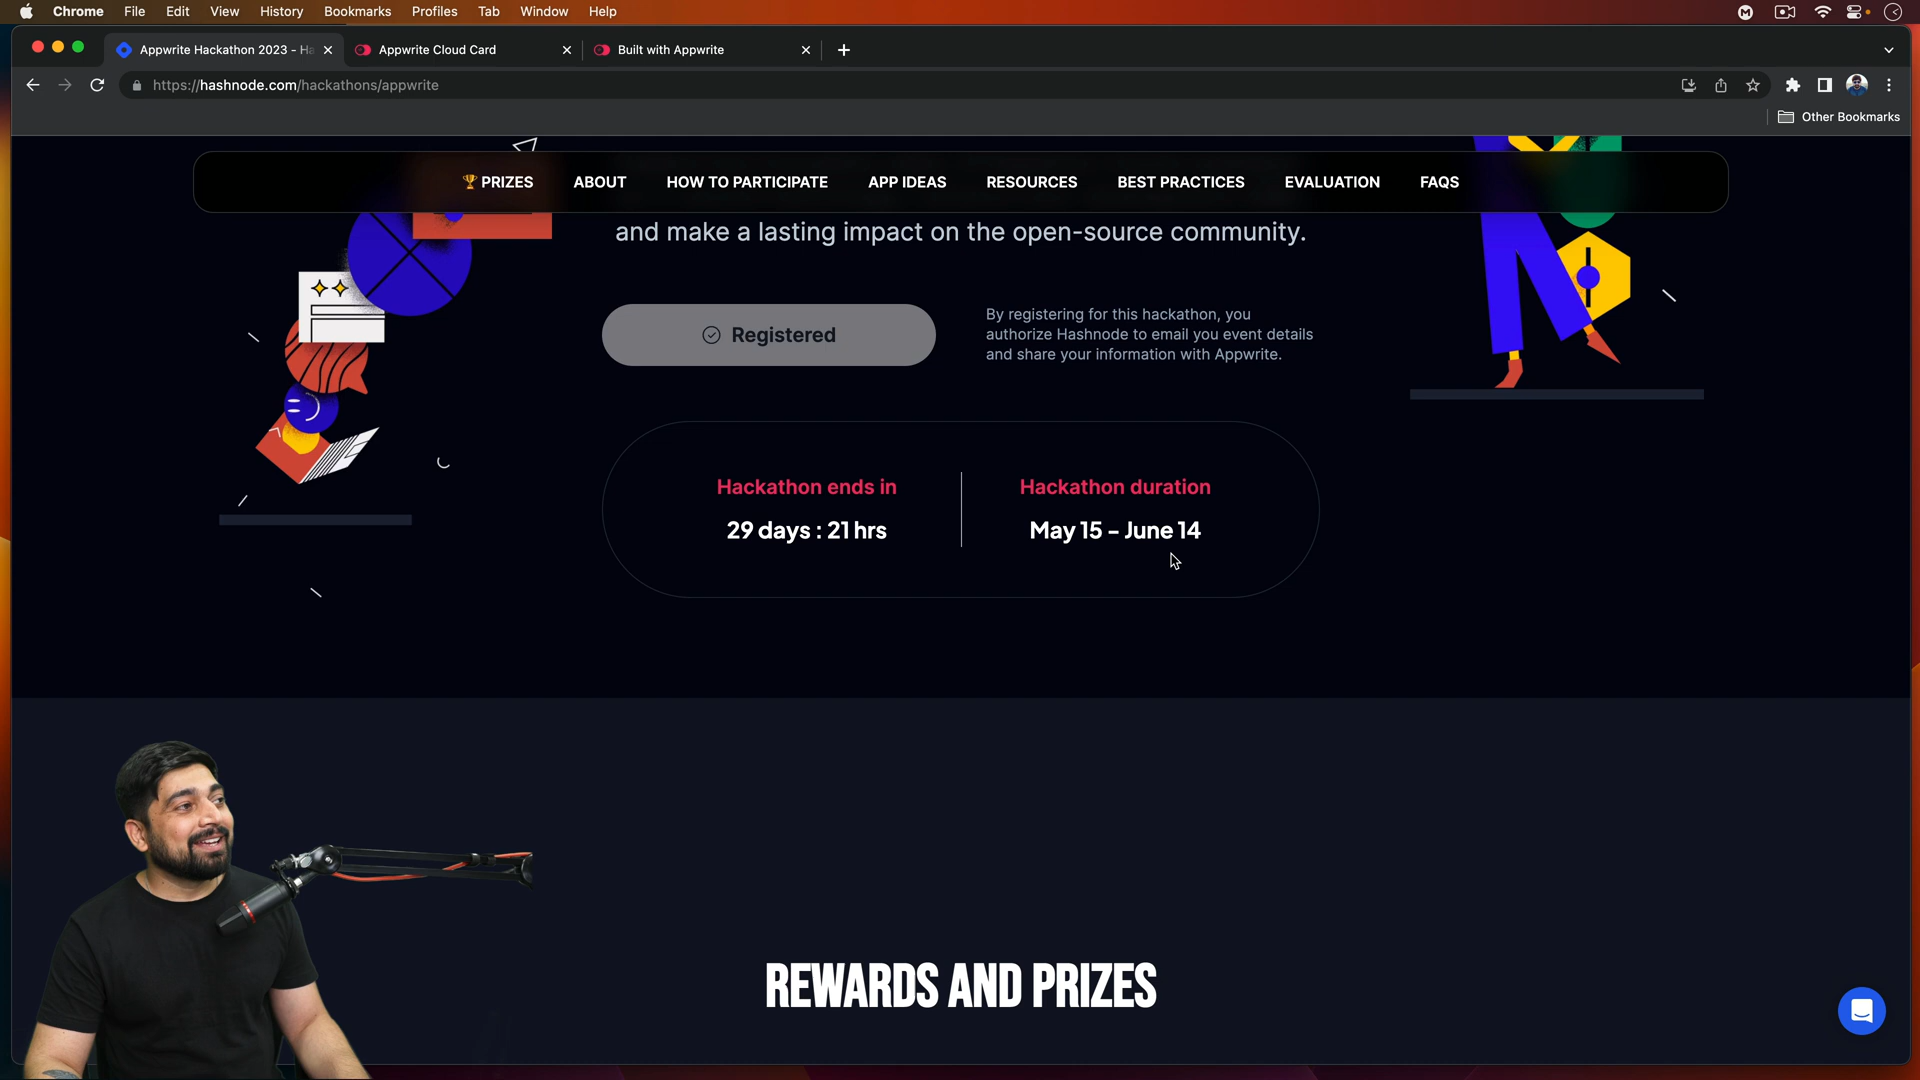 Chrome File Edit View History Bookmarks Profiles Tab Window Help
Appwrite Hackathon 2023 - Ha
Appwrite Cloud Card
Built with Appwrite
https://hashnode.com/hackathons/appwrite
Other Bookmarks
PRIZES ABOUT HOW TO PARTICIPATE APP IDEAS RESOURCES BEST PRACTICES EVALUATION FAQS
and make a lasting impact on the open-source community.
Registered
By registering for this hackathon, you
authorize Hashnode to email you event details
and share your information with Appwrite.
Hackathon ends in
29 days : 21 hrs
Hackathon duration
May 15 – June 14
REWARDS AND PRIZES